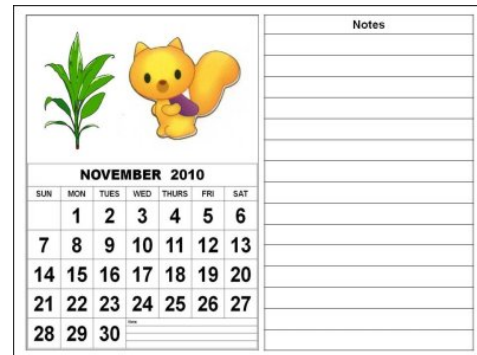 NOVEMBER 2010
SUN MON TUES WED THURS FRI SAT
1 2 3 4 5 6
7 8 9 10 11 12 13
14 15 16 17 18 19 20
21 22 23 24 25 26 27
28 29 30
Notes